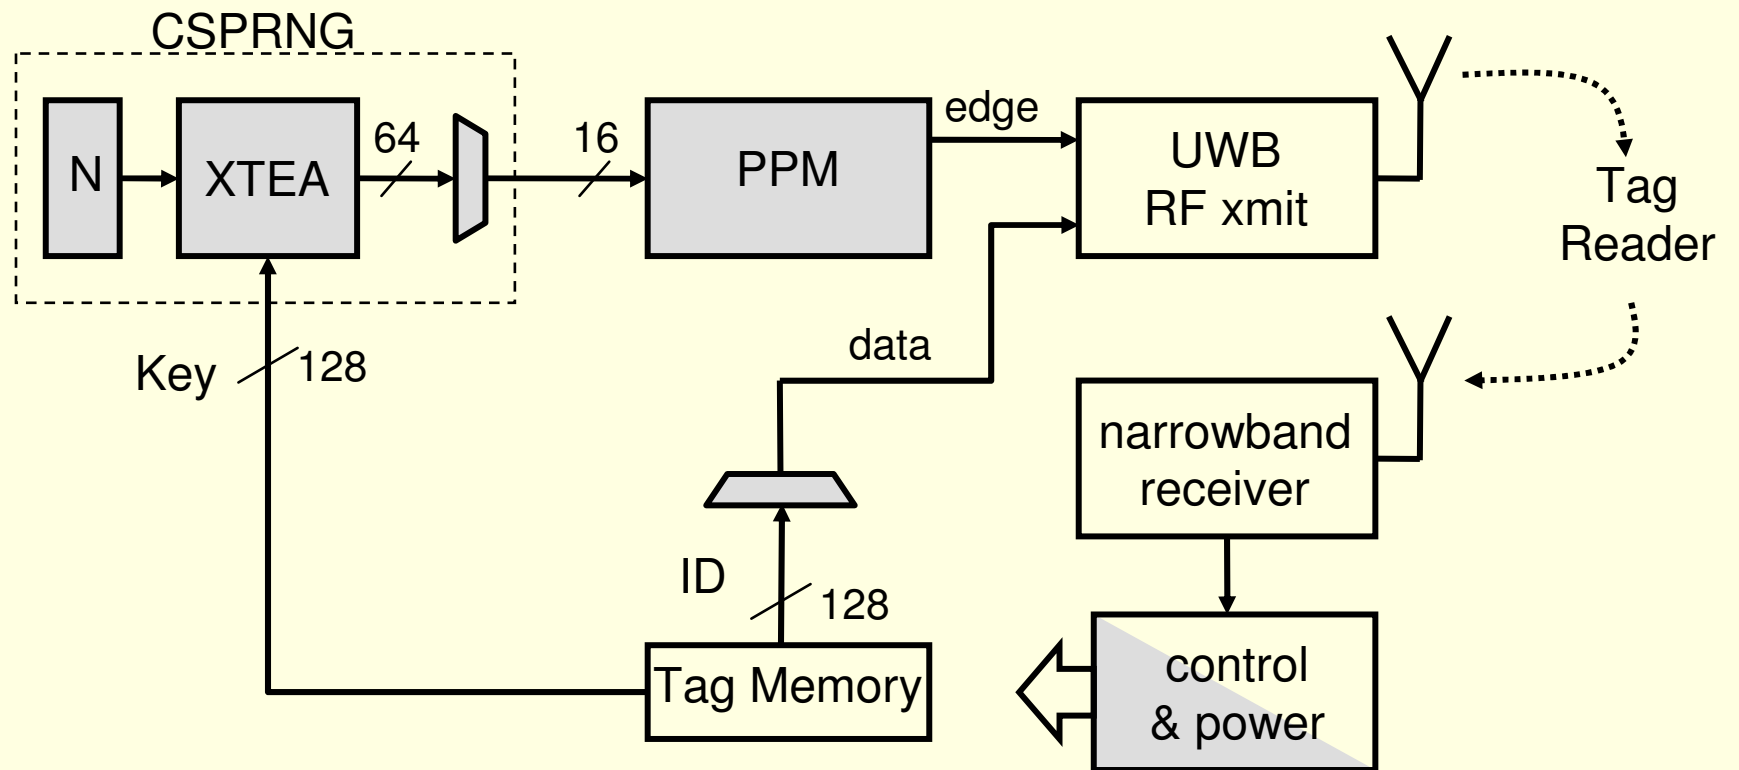 CSPRNG
N
XTEA
64
16
PPM
edge
UWB
RF xmit
Tag
Reader
Key
128
data
narrowband
receiver
ID
128
Tag Memory
control
& power